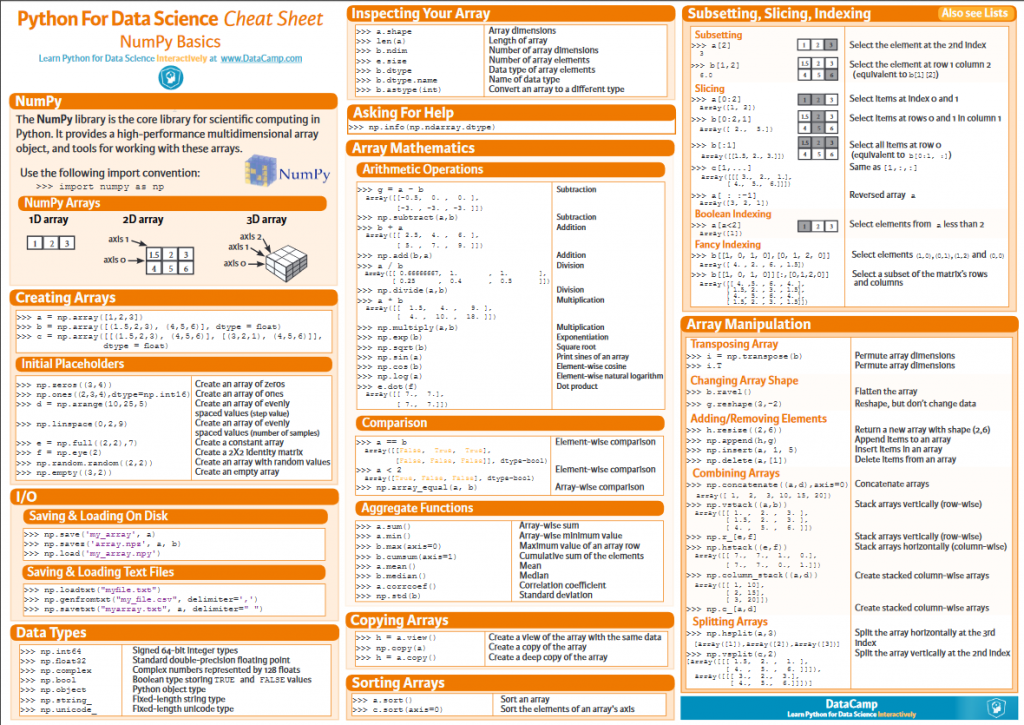 Python For Data Science Cheat Sheet
NumPy Basics
Learn Python for Data Science Interactively at www.DataCamp.com
NumPy
The NumPy library is the core library for scientific computing in
Python. It provides a high-performance multidimensional array
object, and tools for working with these arrays.
Use the following import convention:
>>> import numpy as np
NumPy
NumPy Arrays
1D array 2D array 3D array
1 2 3
axis 1
axis 0
1.5 2 3
4 5 6
axis 2
axis 1
axis 0
Creating Arrays
>>> a = np.array([1,2,3])
>>> b = np.array([(1.5,2,3), (4,5,6)], dtype = float)
>>> c = np.array([[(1.5,2,3), (4,5,6)], [(3,2,1), (4,5,6)]],
dtype = float)
Initial Placeholders
>>> np.zeros((3,4)) Create an array of zeros
>>> np.ones((2,3,4),dtype=np.int16) Create an array of ones
>>> d = np.arange(10,25,5) Create an array of evenly
spaced values (step value)
>>> np.linspace(0,2,9) Create an array of evenly
spaced values (number of samples)
>>> e = np.full((2,2),7) Create a constant array
>>> f = np.eye(2) Create a 2X2 identity matrix
>>> np.random.random((2,2)) Create an array with random values
>>> np.empty((3,2)) Create an empty array
I/O
Saving & Loading On Disk
>>> np.save('my_array', a)
>>> np.savez('array.npz', a, b)
>>> np.load('my_array.npy')
Saving & Loading Text Files
>>> np.loadtxt("myfile.txt")
>>> np.genfromtxt("my_file.csv", delimiter=',')
>>> np.savetxt("myarray.txt", a, delimiter=" ")
Data Types
>>> np.int64 Signed 64-bit integer types
>>> np.float32 Standard double-precision floating point
>>> np.complex Complex numbers represented by 128 floats
>>> np.bool Boolean type storing TRUE and FALSE values
>>> np.object Python object type
>>> np.string_ Fixed-length string type
>>> np.unicode_ Fixed-length unicode type
Inspecting Your Array
>>> a.shape Array dimensions
>>> len(a) Length of array
>>> b.ndim Number of array dimensions
>>> e.size Number of array elements
>>> b.dtype Data type of array elements
>>> b.dtype.name Name of data type
>>> b.astype(int) Convert an array to a different type
Asking For Help
>>> np.info(np.ndarray.dtype)
Array Mathematics
Arithmetic Operations
>>> g = a - b Subtraction
array([[-0.5, 0. , 0. ],
[-3. , -3. , -3. ]])
>>> np.subtract(a,b) Subtraction
>>> b + a Addition
array([[ 2.5, 4. , 6. ],
[ 5. , 7. , 9. ]])
>>> np.add(b,a) Addition
>>> a / b Division
array([[ 0.66666667, 1. , 1. ],
[ 0.25 , 0.4 , 0.5 ]])
>>> np.divide(a,b) Division
>>> a * b Multiplication
array([[ 1.5, 4. , 9. ],
[ 4. , 10. , 18. ]])
>>> np.multiply(a,b) Multiplication
>>> np.exp(b) Exponentiation
>>> np.sqrt(b) Square root
>>> np.sin(a) Print sines of an array
>>> np.cos(b) Element-wise cosine
>>> np.log(a) Element-wise natural logarithm
>>> e.dot(f) Dot product
array([[ 7., 7.],
[ 7., 7.]])
Comparison
>>> a == b Element-wise comparison
array([[False, True, True],
[False, False, False]], dtype=bool)
>>> a < 2 Element-wise comparison
array([True, False, False], dtype=bool)
>>> np.array_equal(a, b) Array-wise comparison
Aggregate Functions
>>> a.sum() Array-wise sum
>>> a.min() Array-wise minimum value
>>> b.max(axis=0) Maximum value of an array row
>>> b.cumsum(axis=1) Cumulative sum of the elements
>>> a.mean() Mean
>>> b.median() Median
>>> a.corrcoef() Correlation coefficient
>>> np.std(b) Standard deviation
Copying Arrays
>>> h = a.view() Create a view of the array with the same data
>>> np.copy(a) Create a copy of the array
>>> h = a.copy() Create a deep copy of the array
Sorting Arrays
>>> a.sort() Sort an array
>>> c.sort(axis=0) Sort the elements of an array's axis
Subsetting, Slicing, Indexing Also see Lists
Subsetting
>>> a[2] 1 2 3 Select the element at the 2nd index
3
>>> b[1,2] 1.5 2 3 Select the element at row 1 column 2
6.0 4 5 6 (equivalent to b[1][2])
Slicing
>>> a[0:2] 1 2 3 Select items at index 0 and 1
array([1, 2])
>>> b[0:2,1] 1.5 2 3 Select items at rows 0 and 1 in column 1
array([ 2., 5.]) 4 5 6
>>> b[:1] 1.5 2 3 Select all items at row 0
array([[1.5, 2., 3.]]) 4 5 6 (equivalent to b[0:1, :])
>>> c[1,...] Same as [1,:,:]
array([[[ 3., 2., 1.],
[ 4., 5., 6.]]])
>>> a[ : :-1] Reversed array a
array([3, 2, 1])
Boolean Indexing
>>> a[a<2] 1 2 3 Select elements from a less than 2
array([1])
Fancy Indexing
>>> b[[1, 0, 1, 0],[0, 1, 2, 0]] Select elements (1,0),(0,1),(1,2) and (0,0)
array([ 4. , 2. , 6. , 1.5])
>>> b[[1, 0, 1, 0]][:,[0,1,2,0]] Select a subset of the matrix's rows
array([[ 4. ,5. , 6. , 4. ], and columns
[ 1.5, 2. , 3. , 1.5],
[ 4. , 5. , 6. , 4. ],
[ 1.5, 2. , 3. , 1.5]])
Array Manipulation
Transposing Array
>>> i = np.transpose(b) Permute array dimensions
>>> i.T Permute array dimensions
Changing Array Shape
>>> b.ravel() Flatten the array
>>> g.reshape(3,-2) Reshape, but don't change data
Adding/Removing Elements
>>> h.resize((2,6)) Return a new array with shape (2,6)
>>> np.append(h,g) Append items to an array
>>> np.insert(a, 1, 5) Insert items in an array
>>> np.delete(a,[1]) Delete items from an array
Combining Arrays
>>> np.concatenate((a,d),axis=0) Concatenate arrays
array([ 1, 2, 3, 10, 15, 20])
>>> np.vstack((a,b)) Stack arrays vertically (row-wise)
array([[ 1. , 2. , 3. ],
[ 1.5, 2. , 3. ],
[ 4. , 5. , 6. ]])
>>> np.r_[e,f] Stack arrays vertically (row-wise)
>>> np.hstack((e,f)) Stack arrays horizontally (column-wise)
array([[ 7., 7., 1., 0.],
[ 7., 7., 0., 1.]])
>>> np.column_stack((a,d)) Create stacked column-wise arrays
array([[ 1, 10],
[ 2, 15],
[ 3, 20]])
>>> np.c_[a,d] Create stacked column-wise arrays
Splitting Arrays
>>> np.hsplit(a,3) Split the array horizontally at the 3rd
[array([1]),array([2]),array([3])] index
>>> np.vsplit(c,2) Split the array vertically at the 2nd index
[array([[[ 1.5, 2. , 1. ],
[ 4. , 5. , 6. ]]]),
array([[[ 3., 2., 3.],
[ 4., 5., 6.]]])]
DataCamp
Learn Python for Data Science Interactively